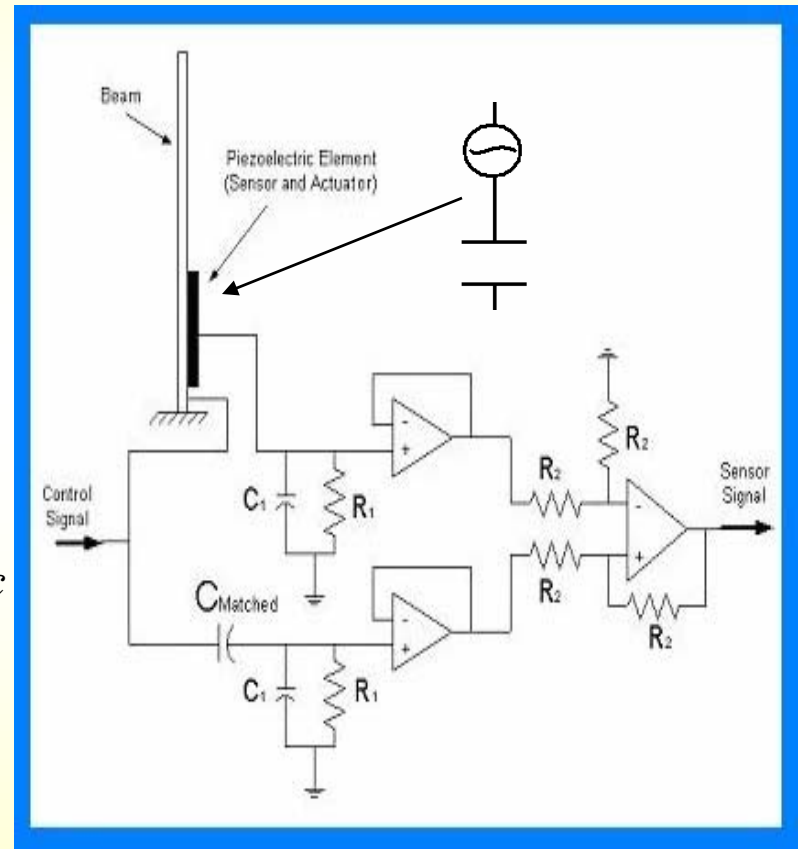 Beam
Piezoelectric Element
(Sensor and Actuator)
-
+
R2
R2
Sensor
Signal
-
+
Control
Signal
C1
R1
R2
R2
CMatched
-
+
C1
R1